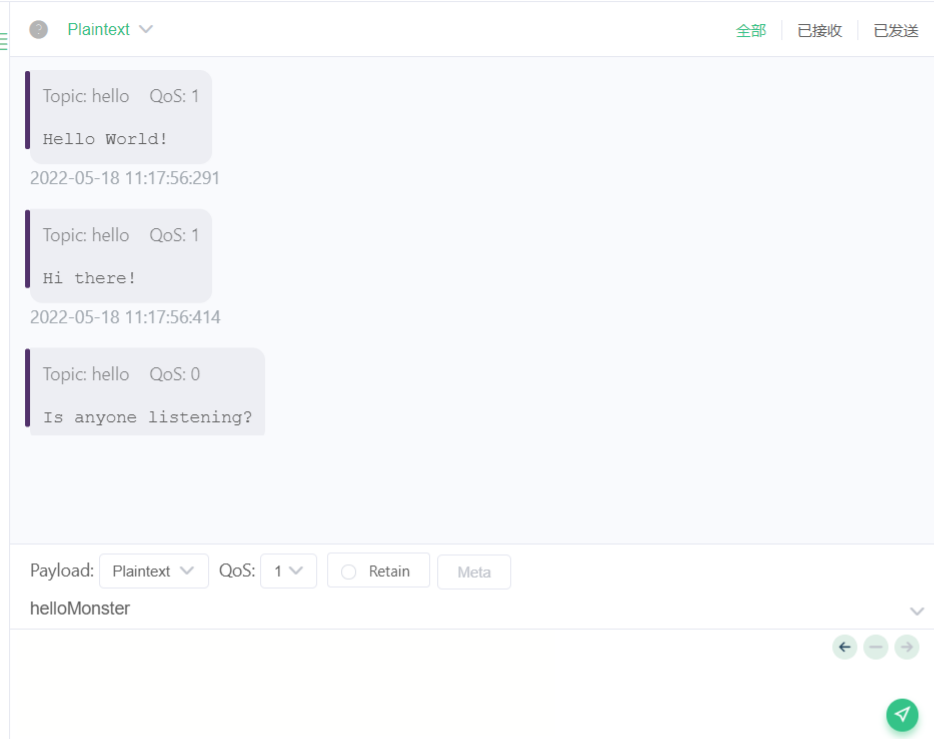 Plaintext
全部 已接收 已发送
Topic: hello QoS: 1
Hello World!
2022-05-18 11:17:56:291
Topic: hello QoS: 1
Hi there!
2022-05-18 11:17:56:414
Topic: hello QoS: 0
Is anyone listening?
Payload: Plaintext QoS: 1 Retain Meta
helloMonster